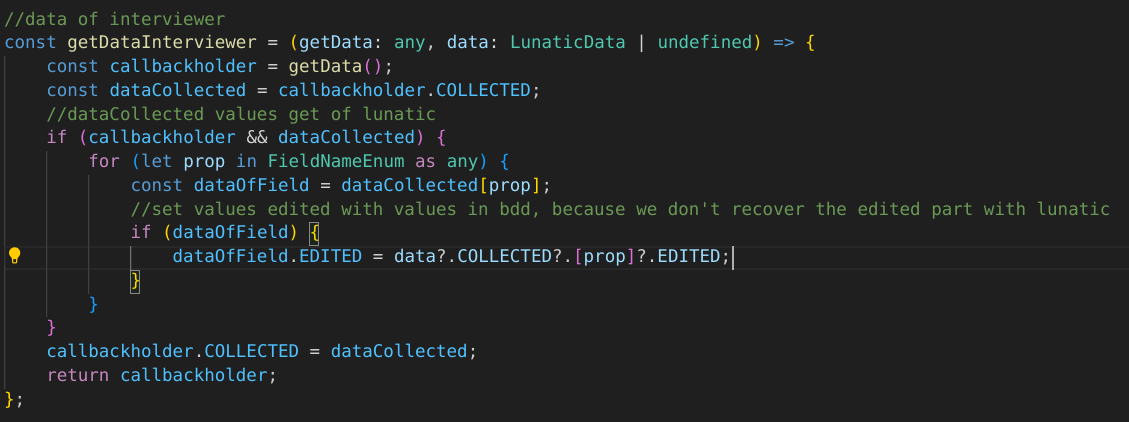 //data of interviewer
const getDataInterviewer = (getData: any, data: LunaticData | undefined) => {
    const callbackholder = getData();
    const dataCollected = callbackholder.COLLECTED;
    //dataCollected values get of lunatic
    if (callbackholder && dataCollected) {
        for (let prop in FieldNameEnum as any) {
            const dataOfField = dataCollected[prop];
            //set values edited with values in bdd, because we don't recover the edited part with lunatic
            if (dataOfField) {
                dataOfField.EDITED = data?.COLLECTED?.[prop]?.EDITED;
            }
        }
    }
    callbackholder.COLLECTED = dataCollected;
    return callbackholder;
};